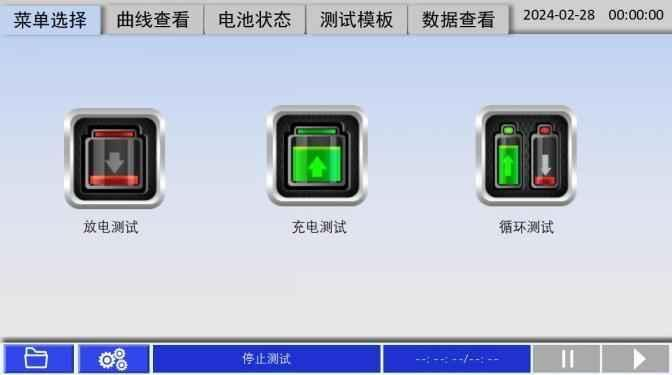 菜单选择 曲线查看 电池状态 测试模板 数据查看 2024-02-28 00:00:00
放电测试 充电测试 循环测试
停止测试 --:--:--/--:--